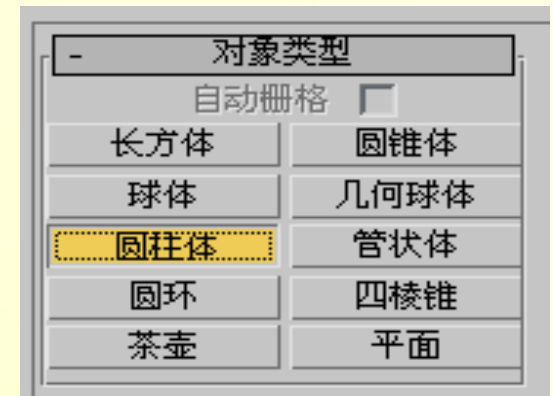 - 对象类型
自动栅格
长方体 圆锥体
球体 几何球体
圆柱体 管状体
圆环 四棱锥
茶壶 平面